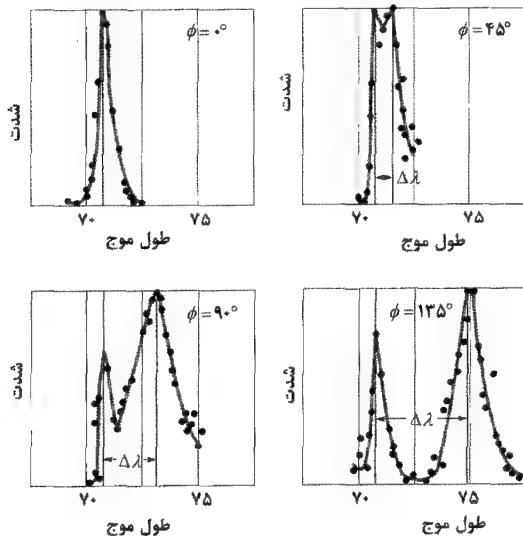 φ = ۰°
شدت
۷۰ ۷۵
طول موج
φ = ۴۵°
شدت
Δλ
۷۰ ۷۵
طول موج
φ = ۹۰°
شدت
Δλ
۷۰ ۷۵
طول موج
φ = ۱۳۵°
شدت
Δλ
۷۰ ۷۵
طول موج